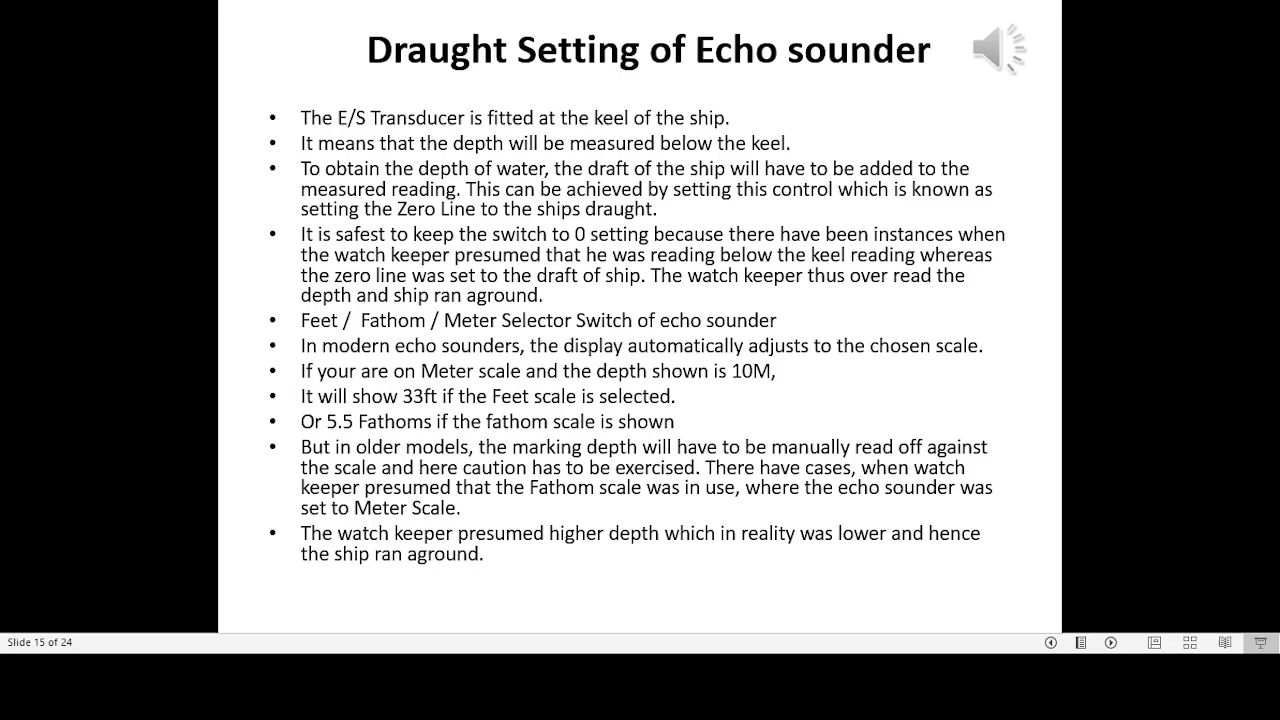 Draught Setting of Echo sounder
• The E/S Transducer is fitted at the keel of the ship.
• It means that the depth will be measured below the keel.
• To obtain the depth of water, the draft of the ship will have to be added to the
measured reading. This can be achieved by setting this control which is known as
setting the Zero Line to the ships draught.
• It is safest to keep the switch to 0 setting because there have been instances when
the watch keeper presumed that he was reading below the keel reading whereas
the zero line was set to the draft of ship. The watch keeper thus over read the
depth and ship ran aground.
• Feet / Fathom / Meter Selector Switch of echo sounder
• In modern echo sounders, the display automatically adjusts to the chosen scale.
• If your are on Meter scale and the depth shown is 10M,
• It will show 33ft if the Feet scale is selected.
• Or 5.5 Fathoms if the fathom scale is shown
• But in older models, the marking depth will have to be manually read off against
the scale and here caution has to be exercised. There have cases, when watch
keeper presumed that the Fathom scale was in use, where the echo sounder was
set to Meter Scale.
• The watch keeper presumed higher depth which in reality was lower and hence
the ship ran aground.
Slide 15 of 24